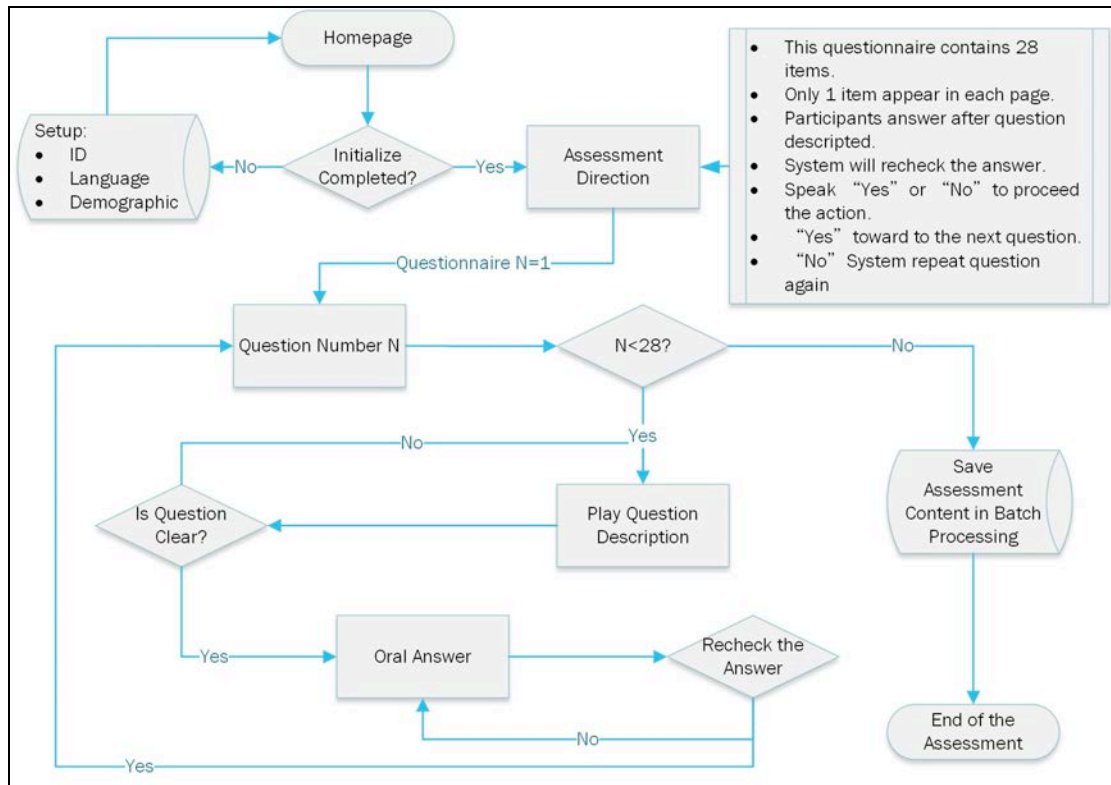 Homepage
Setup:
• ID
• Language
• Demographic
No
Initialize
Completed?
Yes
Assessment
Direction
• This questionnaire contains 28
items.
• Only 1 item appear in each page.
• Participants answer after question
descripted.
• System will recheck the answer.
• Speak “Yes” or “No” to proceed
the action.
• “Yes” toward to the next question.
• “No” System repeat question
again
Questionnaire N=1
Question Number N
N<28?
No
Yes
No
Is Question
Clear?
Play Question
Description
Save
Assessment
Content in Batch
Processing
Yes
Oral Answer
Recheck the
Answer
No
Yes
End of the
Assessment